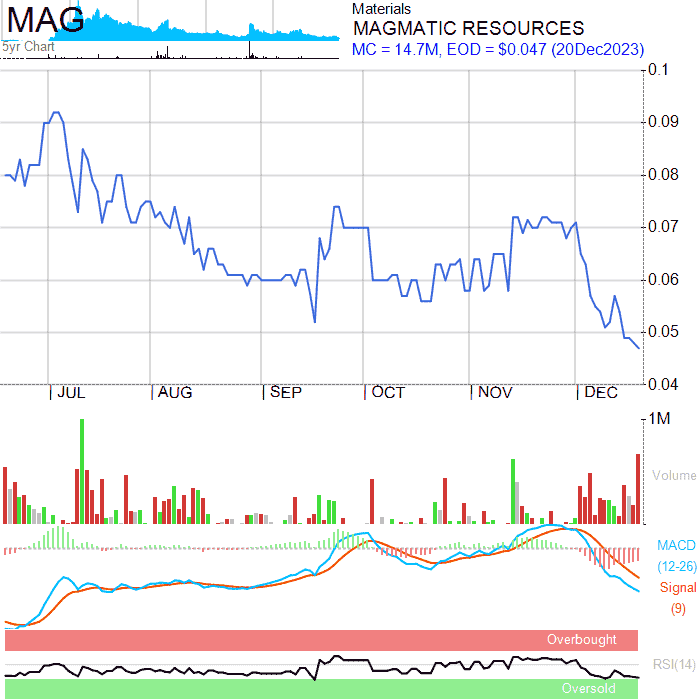 MAG
5yr Chart
Materials
MAGMATIC RESOURCES
MC = 14.7M, EOD = $0.047 (20Dec2023)
0.1
0.09
0.08
0.07
0.06
0.05
0.04
JUL AUG SEP OCT NOV DEC
1M
Volume
MACD
(12-26)
Signal
(9)
Overbought
RSI(14)
Oversold